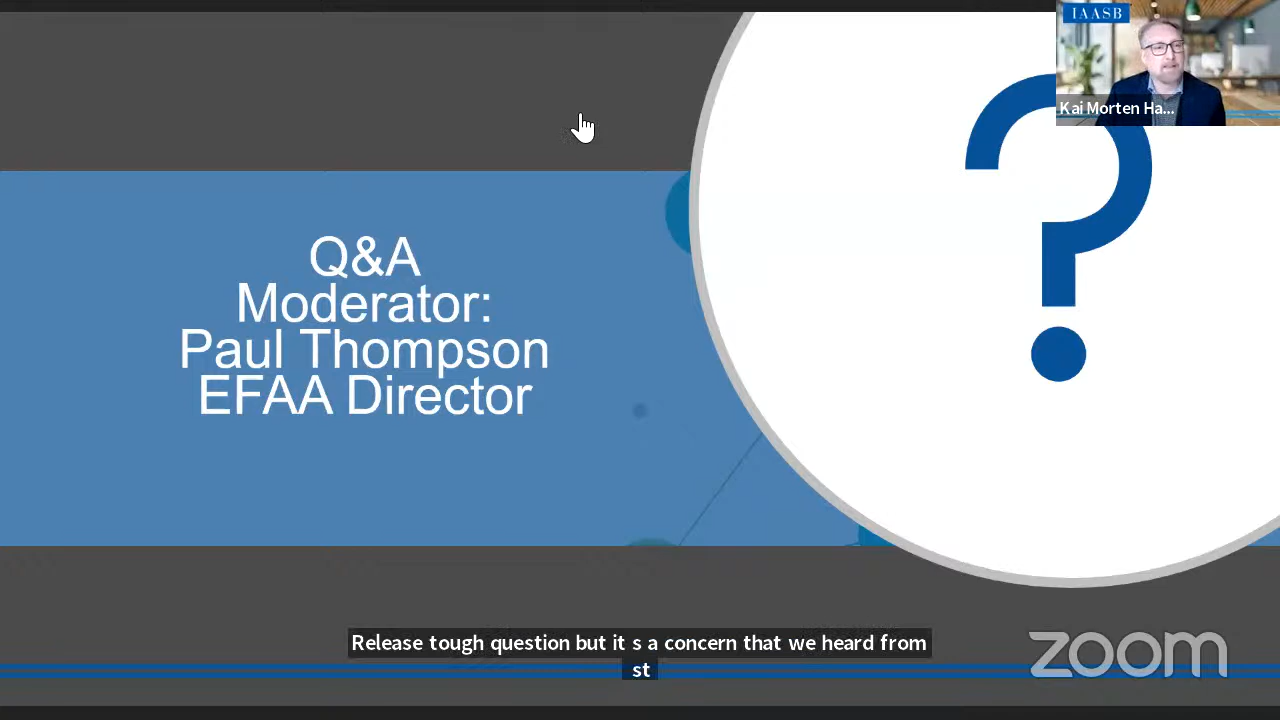 IAASB
Kai Morten Ha...
Q&A
Moderator:
Paul Thompson
EFAA Director
?
Release tough question but it s a concern that we heard from
st
zoom